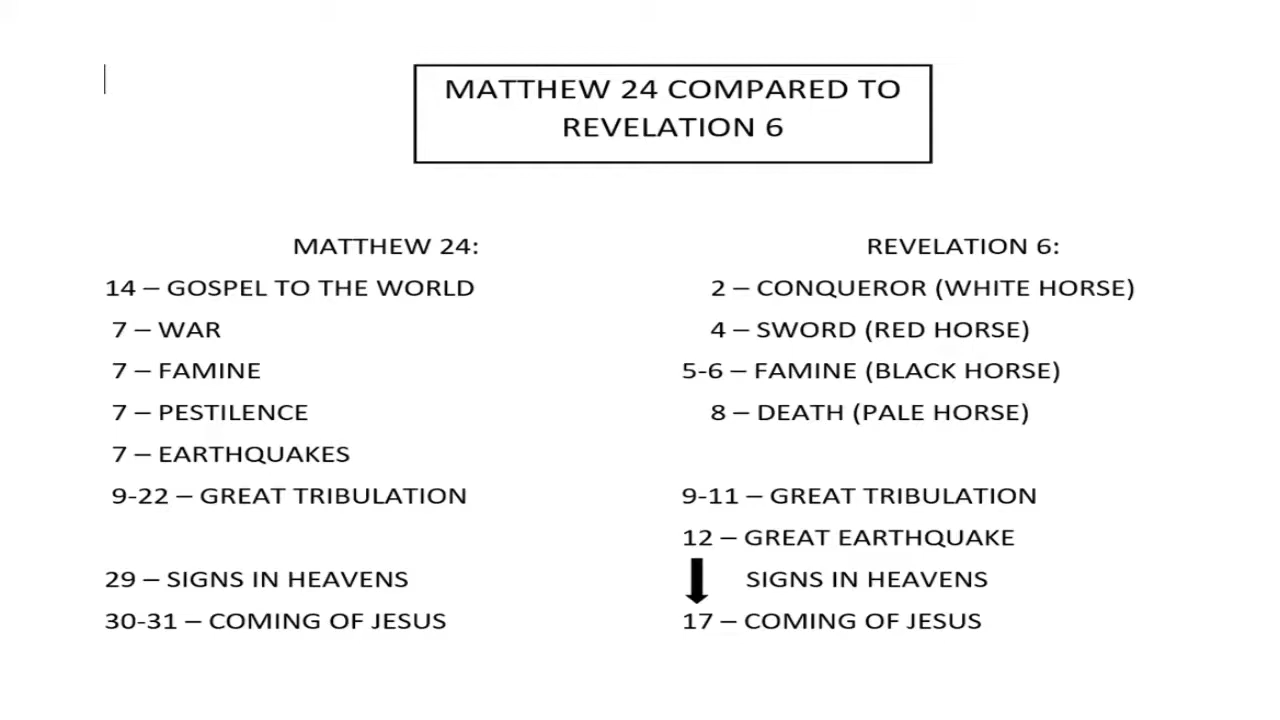 MATTHEW 24 COMPARED TO
REVELATION 6
MATTHEW 24:
14 – GOSPEL TO THE WORLD
7 – WAR
7 – FAMINE
7 – PESTILENCE
7 – EARTHQUAKES
9-22 – GREAT TRIBULATION
29 – SIGNS IN HEAVENS
30-31 – COMING OF JESUS
REVELATION 6:
2 – CONQUEROR (WHITE HORSE)
4 – SWORD (RED HORSE)
5-6 – FAMINE (BLACK HORSE)
8 – DEATH (PALE HORSE)
9-11 – GREAT TRIBULATION
12 – GREAT EARTHQUAKE
SIGNS IN HEAVENS
17 – COMING OF JESUS